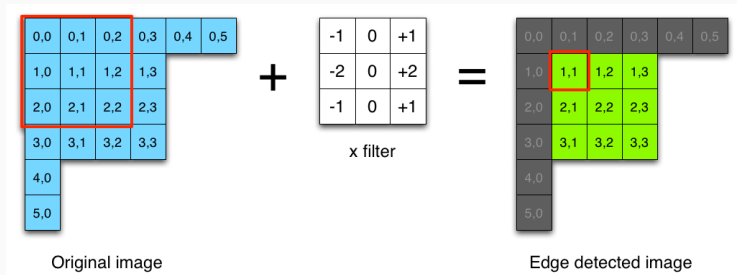 0,0 0,1 0,2 0,3 0,4 0,5
1,0 1,1 1,2 1,3
2,0 2,1 2,2 2,3
3,0 3,1 3,2 3,3
4,0
5,0
Original image
+
-1 0 +1
-2 0 +2
-1 0 +1
x filter
=
0,0 0,1 0,2 0,3 0,4 0,5
1,0 1,1 1,2 1,3
2,0 2,1 2,2 2,3
3,0 3,1 3,2 3,3
4,0
5,0
Edge detected image